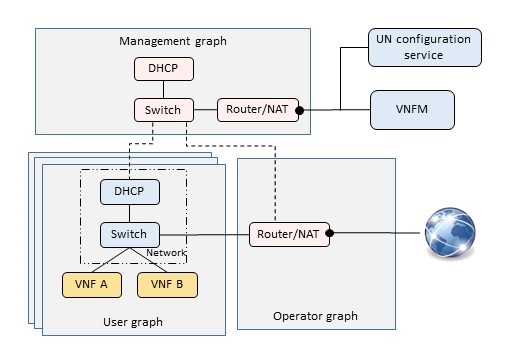 Management graph
DHCP
Switch
Router/NAT
UN configuration
service
VNFM
DHCP
Switch
Network
VNF A
VNF B
User graph
Router/NAT
Operator graph